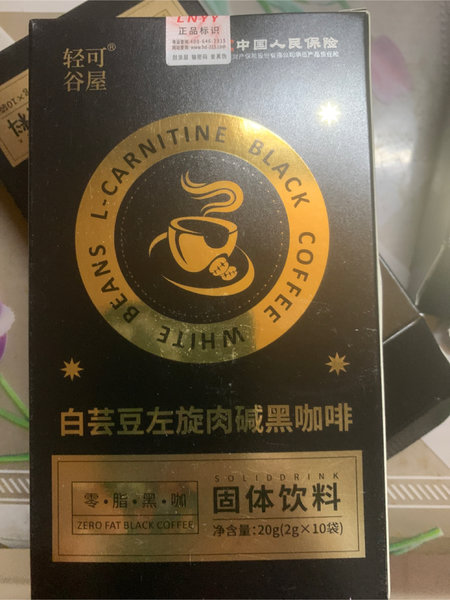 LNYY
正品标识
中国人民保险
轻可®
谷屋
WHITE BEANS L-CARNITINE BLACK COFFEE
白芸豆左旋肉碱黑咖啡
SOLIDDRINK
零·脂·黑·咖
固体饮料
ZERO FAT BLACK COFFEE
净含量:20g(2g×10袋)